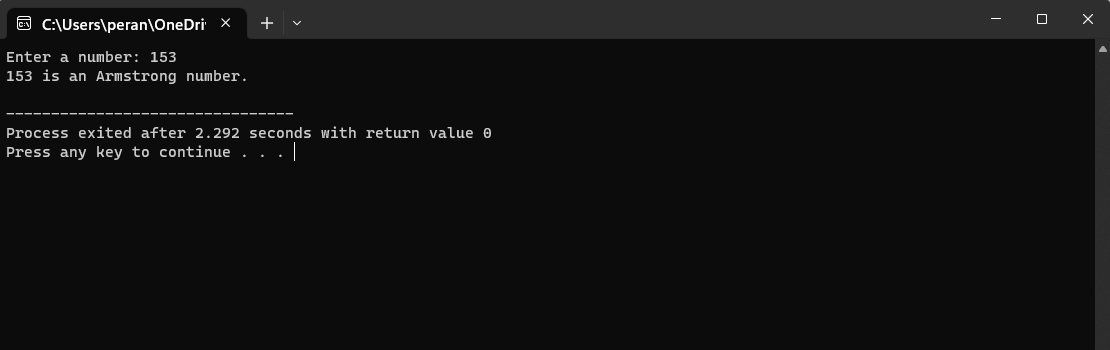 C:\Users\peran\OneDri
Enter a number: 153
153 is an Armstrong number.
--------------------------------
Process exited after 2.292 seconds with return value 0
Press any key to continue . . .